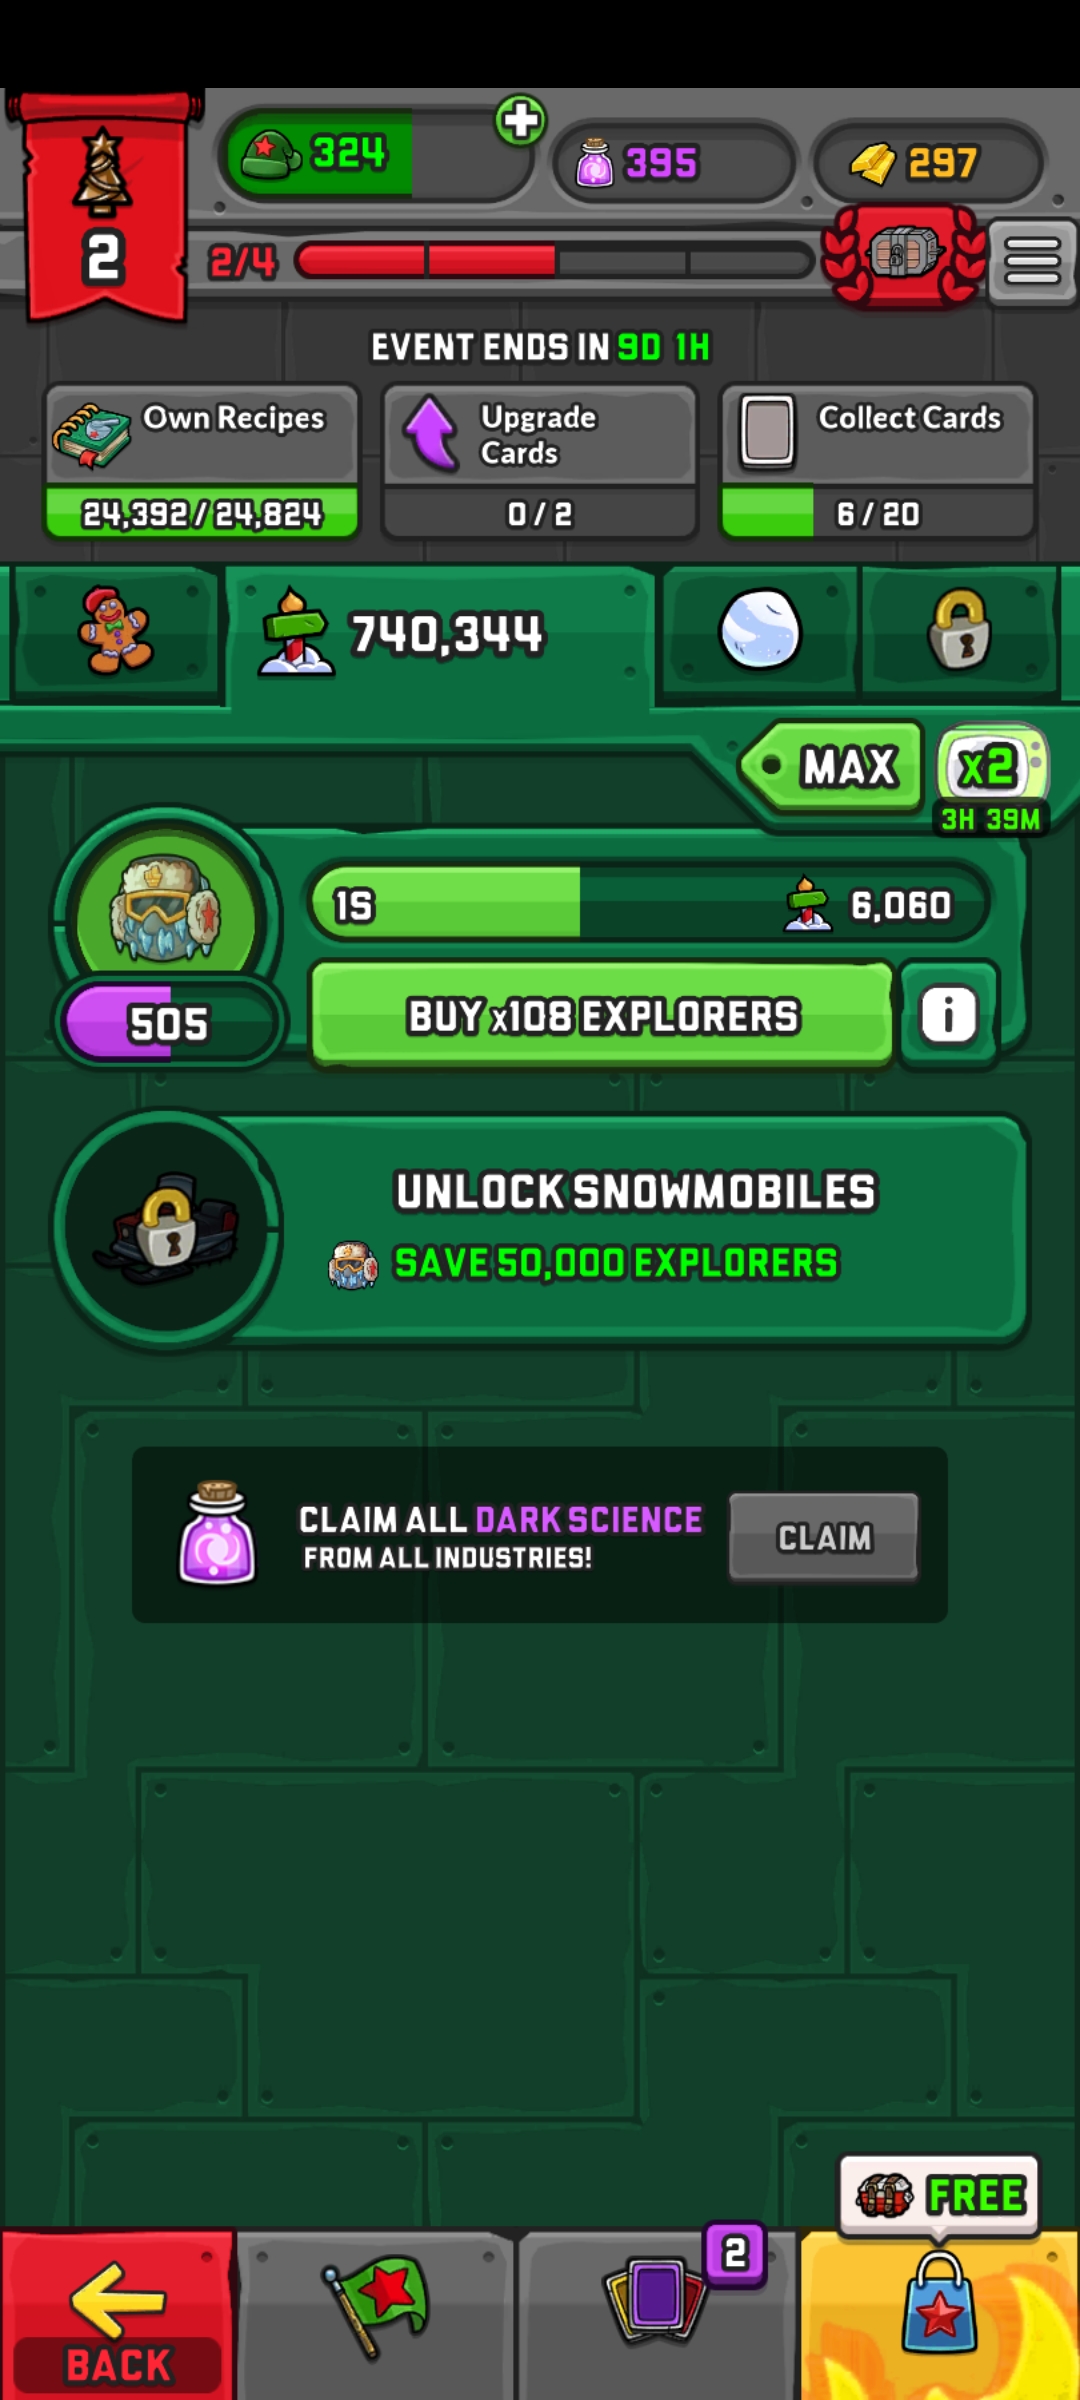 324
395
297
2
2/4
EVENT ENDS IN 9D 1H
Own Recipes
24,392/24,824
Upgrade
Cards
0/2
Collect Cards
6/20
740,344
MAX
x2
3H 39M
1S
6,060
505
BUY x108 EXPLORERS
i
UNLOCK SNOWMOBILES
SAVE 50,000 EXPLORERS
CLAIM ALL DARK SCIENCE
FROM ALL INDUSTRIES!
CLAIM
FREE
2
BACK